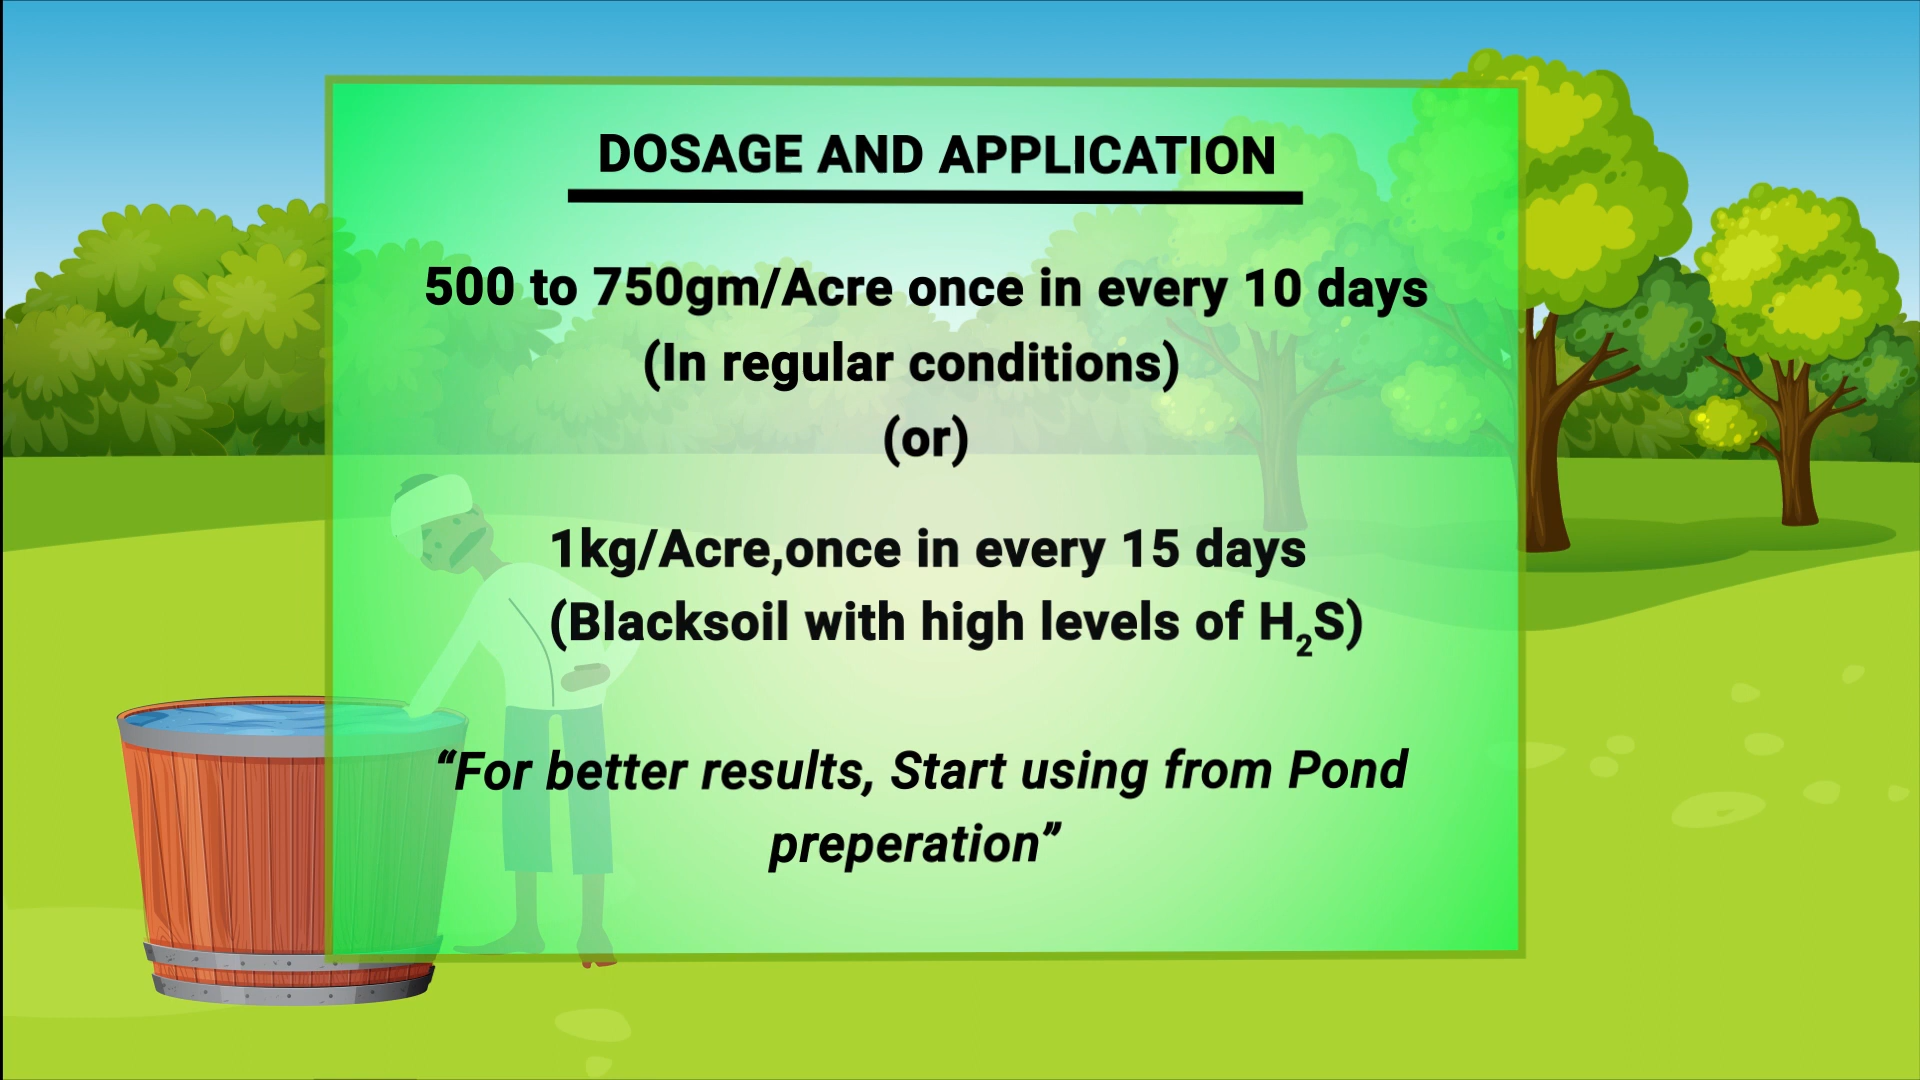 DOSAGE AND APPLICATION
500 to 750gm/Acre once in every 10 days
(In regular conditions)
(or)
1kg/Acre,once in every 15 days
(Blacksoil with high levels of H₂S)
“For better results, Start using from Pond
preperation”